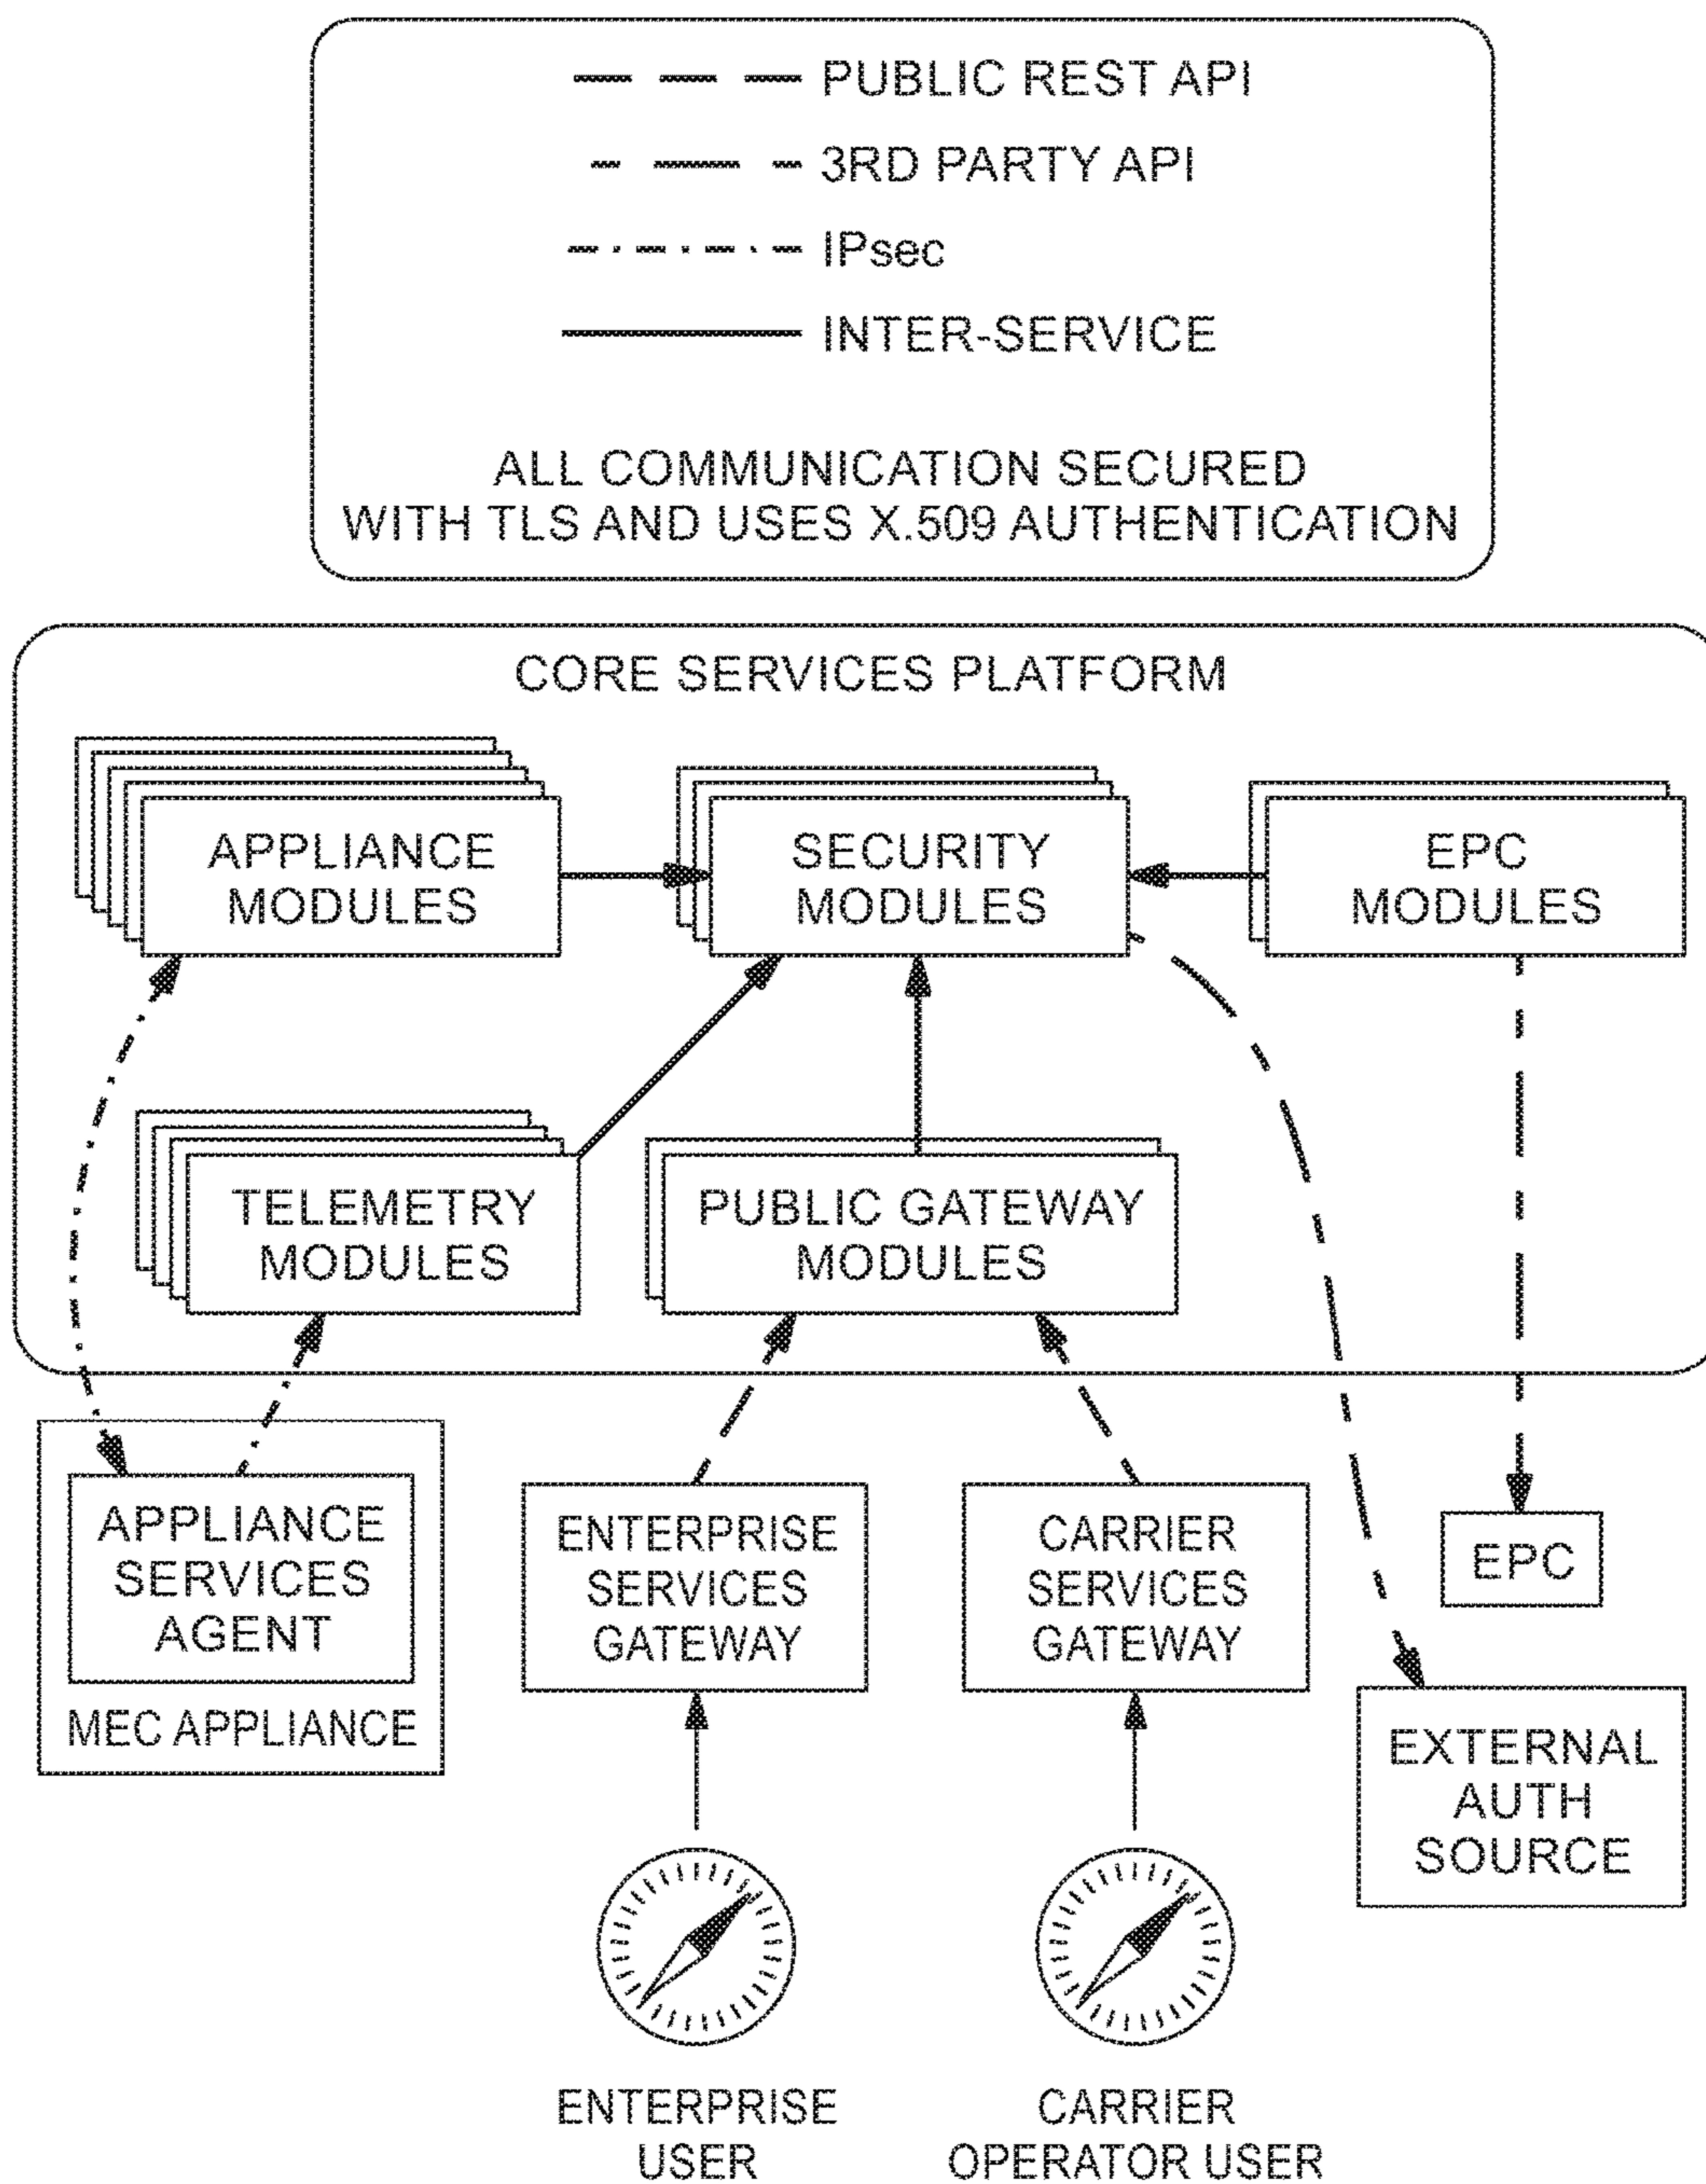 PUBLIC REST API
3RD PARTY API
IPsec
INTER-SERVICE
ALL COMMUNICATION SECURED
WITH TLS AND USES X.509 AUTHENTICATION
CORE SERVICES PLATFORM
APPLIANCE
MODULES
SECURITY
MODULES
EPC
MODULES
TELEMETRY
MODULES
PUBLIC GATEWAY
MODULES
APPLIANCE
SERVICES
AGENT
MEC APPLIANCE
ENTERPRISE
SERVICES
GATEWAY
CARRIER
SERVICES
GATEWAY
EPC
EXTERNAL
AUTH
SOURCE
ENTERPRISE
USER
CARRIER
OPERATOR USER